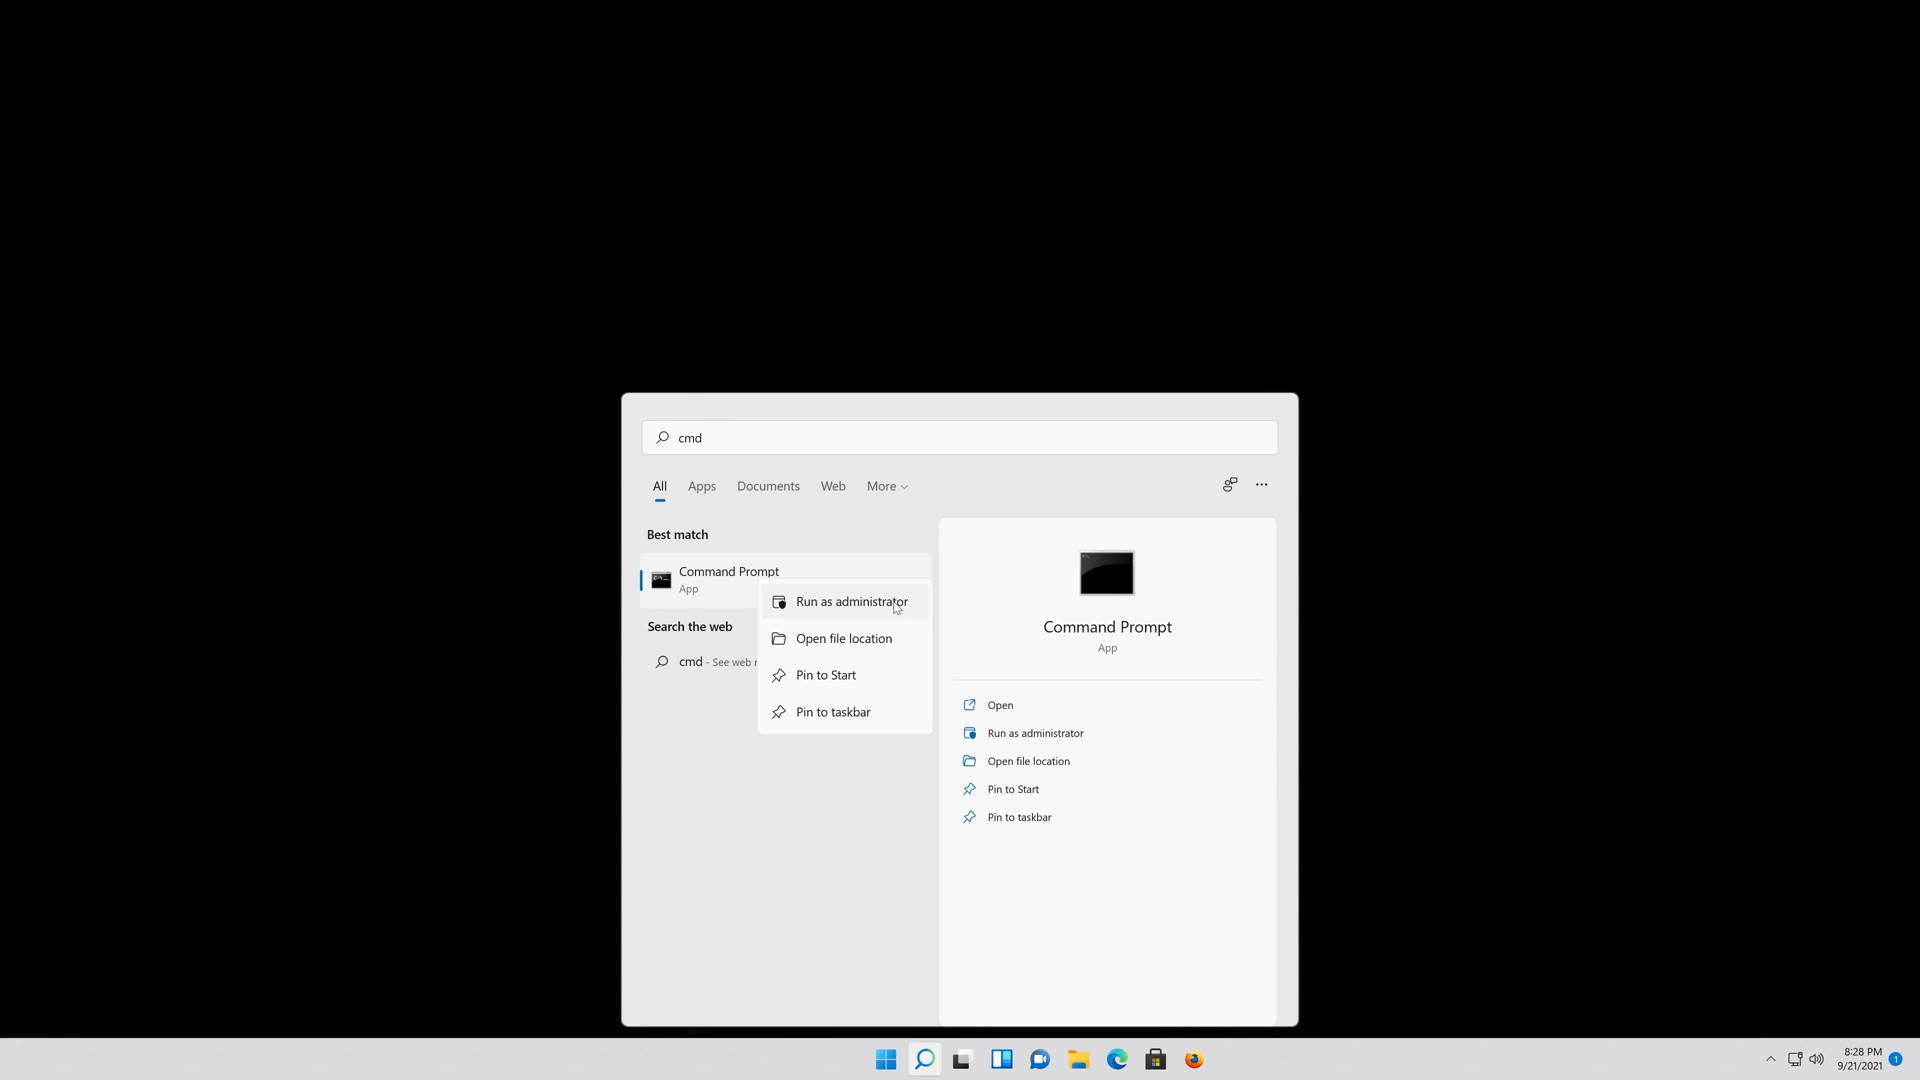 cmd
All Apps Documents Web More
Best match
Command Prompt
App
Run as administrator
Open file location
Pin to Start
Pin to taskbar
Search the web
cmd - See web r
Command Prompt
App
Open
Run as administrator
Open file location
Pin to Start
Pin to taskbar
8:28 PM
9/21/2021
1